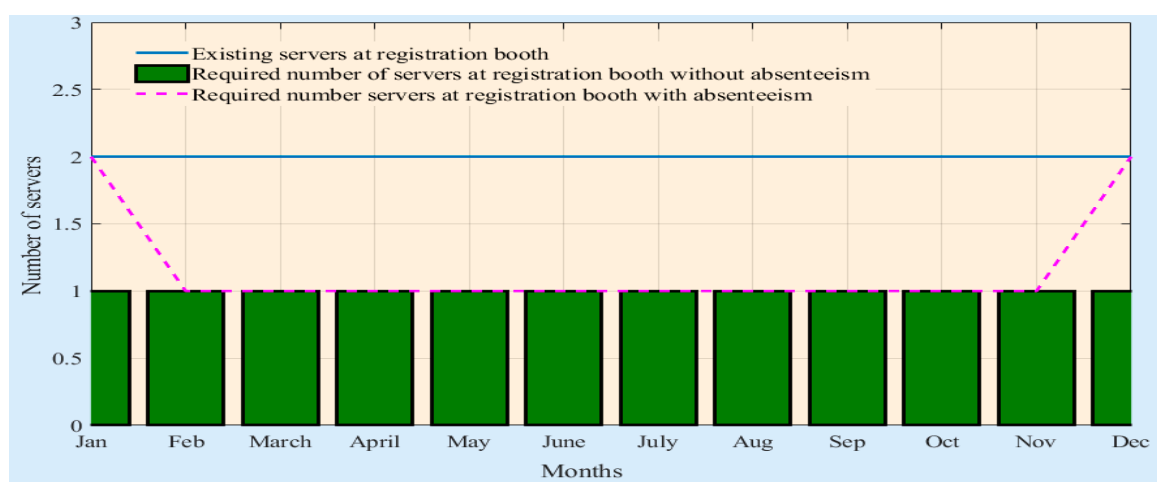 3
Existing servers at registration booth
Required number of servers at registration booth without absenteeism
Required number servers at registration booth with absenteeism
2.5
2
1.5
1
0.5
0
Number of servers
Jan Feb March April May June July Aug Sep Oct Nov Dec
Months